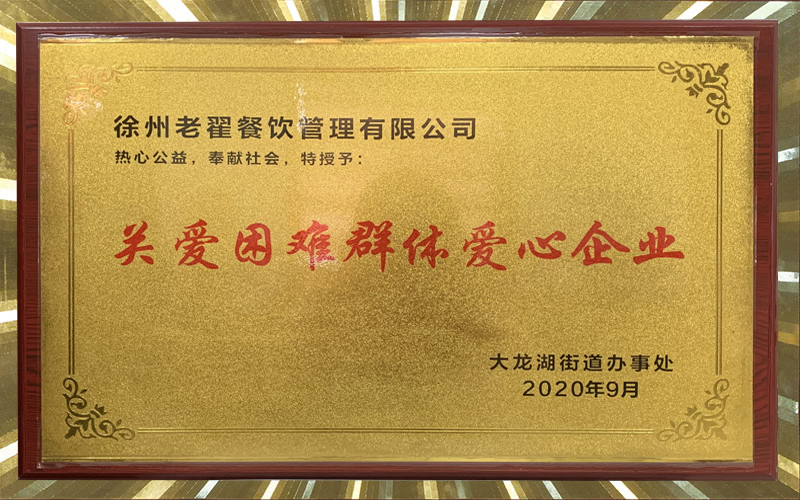 徐州老翟餐饮管理有限公司
热心公益，奉献社会，特授予：
关爱困难群体爱心企业
大龙湖街道办事处
2020年9月